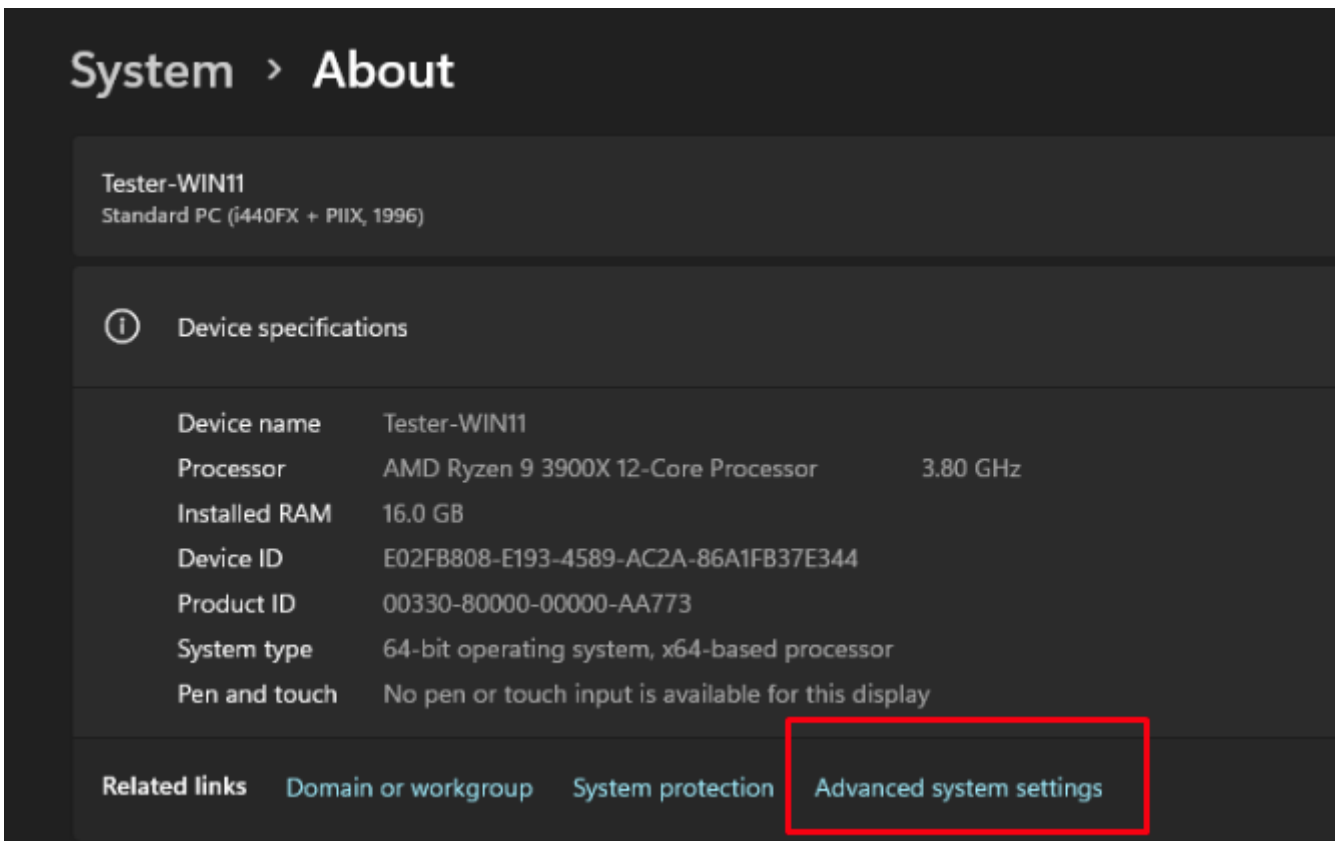 System > About
Tester-WIN11
Standard PC (i440FX + PIIX, 1996)
Device specifications
Device name Tester-WIN11
Processor AMD Ryzen 9 3900X 12-Core Processor 3.80 GHz
Installed RAM 16.0 GB
Device ID E02FB808-E193-4589-AC2A-86A1FB37E344
Product ID 00330-80000-00000-AA773
System type 64-bit operating system, x64-based processor
Pen and touch No pen or touch input is available for this display
Related links Domain or workgroup System protection Advanced system settings